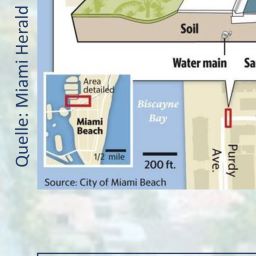 Quelle: Miami Herald
Soil
Water main
Area
detailed
Miami
Beach
1/2 mile
Biscayne
Bay
200 ft.
Purdy
Ave.
Source: City of Miami Beach